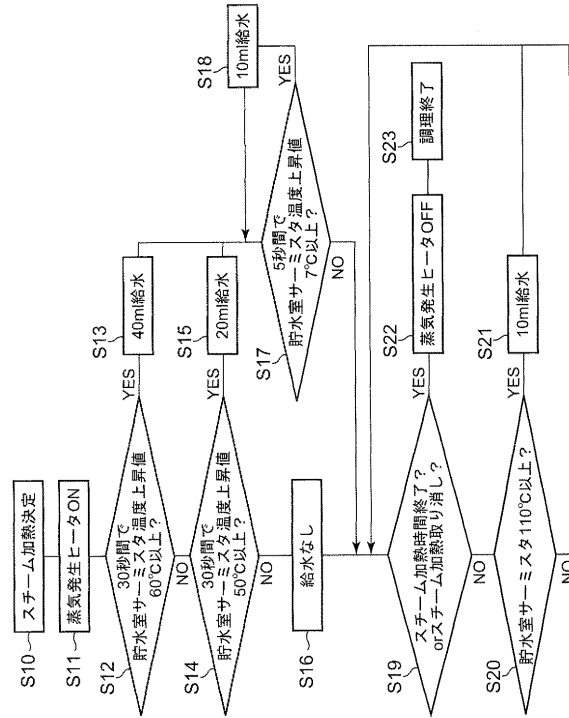 S10
スチーム加熱決定
S11
蒸気発生ヒータON
S12
30秒間で
貯水室サーミスタ温度上昇値
60℃以上?
YES
NO
S13
40ml給水
S14
30秒間で
貯水室サーミスタ温度上昇値
50℃以上?
YES
NO
S15
20ml給水
S16
給水なし
S17
5秒間で
貯水室サーミスタ温度上昇値
7℃以上?
YES
NO
S18
10ml給水
S19
スチーム加熱時間終了?
orスチーム加熱取り消し?
YES
NO
S22
蒸気発生ヒータOFF
S23
調理終了
S20
貯水室サーミスタ110℃以上?
YES
NO
S21
10ml給水